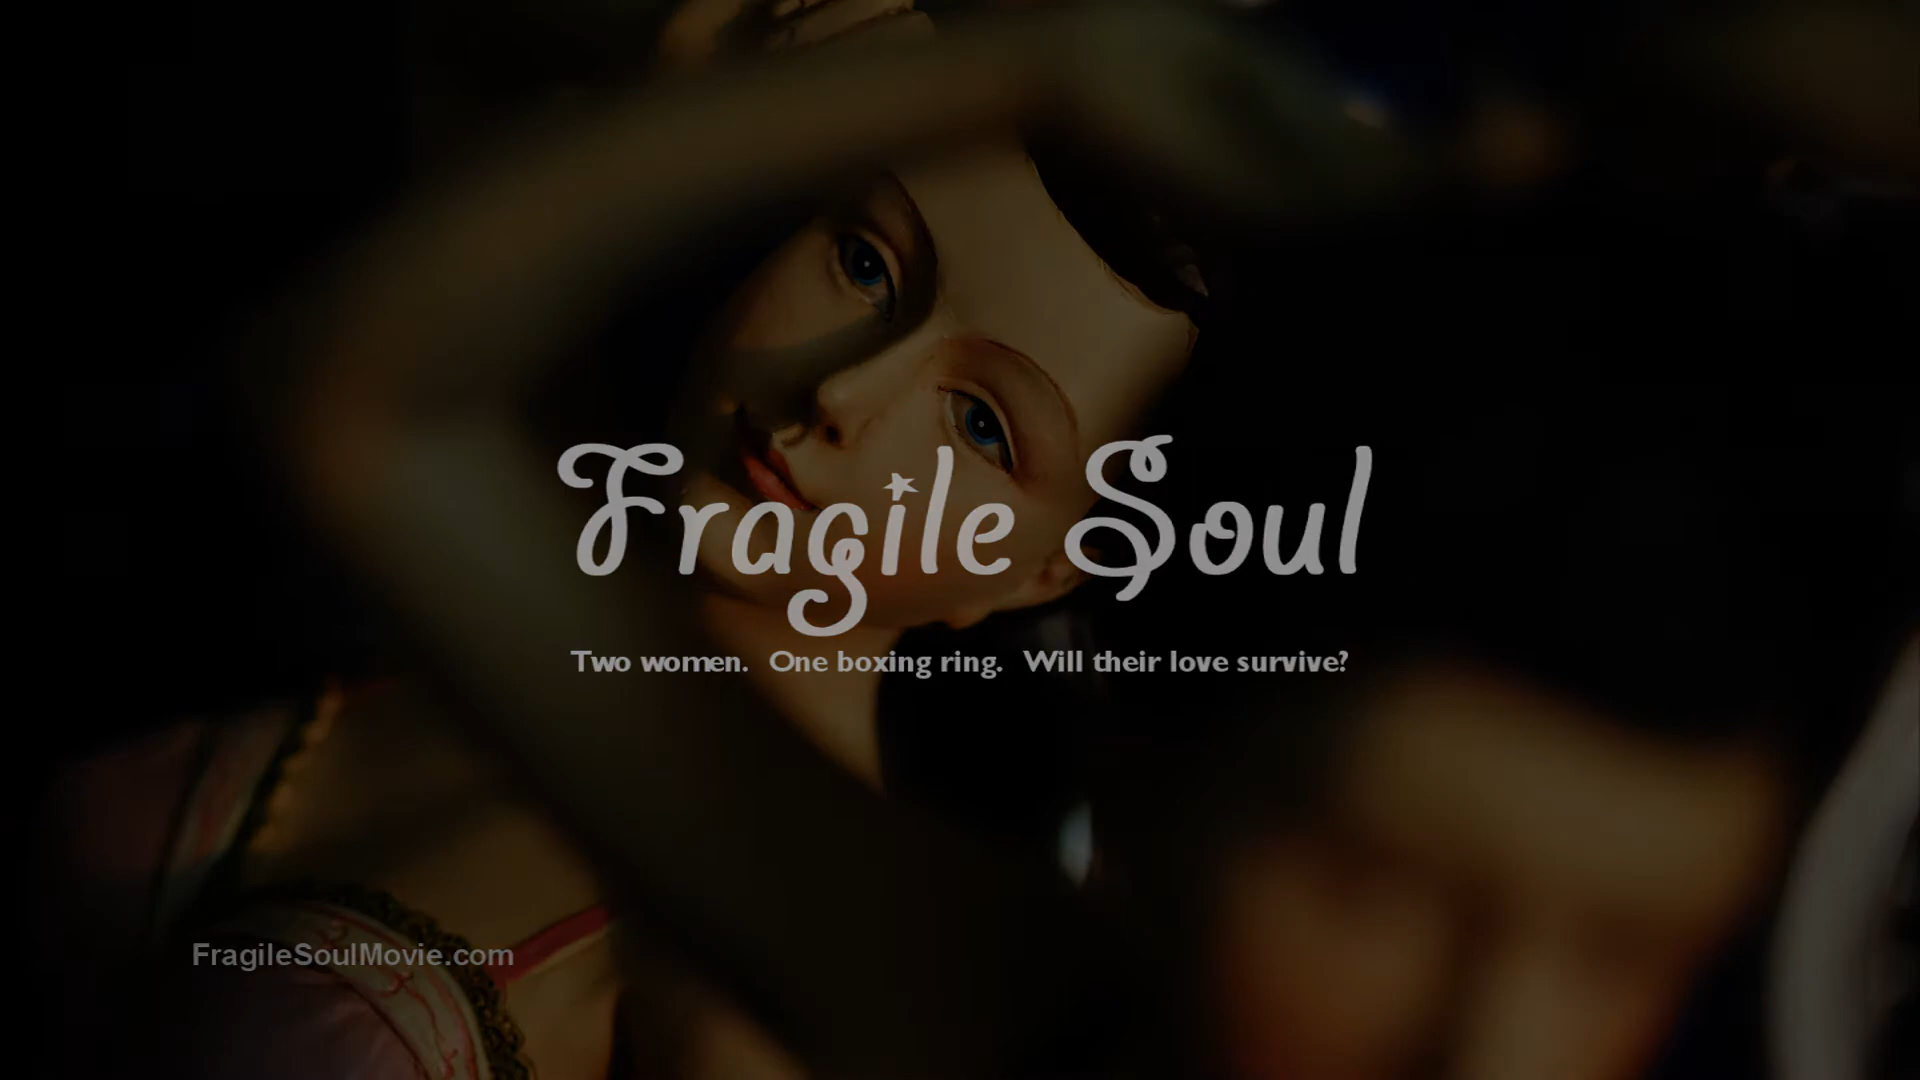 Fragile Soul
Two women. One boxing ring. Will their love survive?
FragileSoulMovie.com